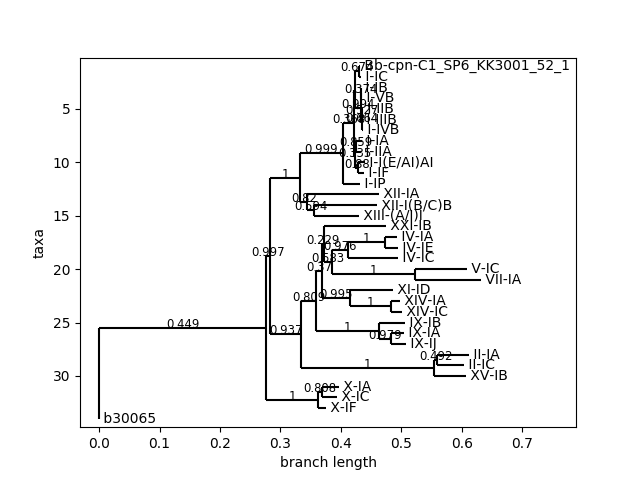 0.674
Bb-cpn-C1_SP6_KK3001_52_1
I-IC
I-IB
0.374
I-VB
I-IIB
I-IIIB
I-IVB
I-IA
0.859
I-IIA
I-I(E/AI)AI
I-IF
0.999
I-IP
1
XII-IA
0.82
XII-I(B/C)B
XIII-(A/I)I
XXI-IB
0.229
1
IV-IA
0.976
IV-IE
IV-IC
0.997
1
V-IC
VII-IA
XI-ID
0.809
0.995
XIV-IA
1
XIV-IC
0.449
0.937
1
IX-IB
0.979
IX-IA
IX-IJ
0.492
II-IA
1
II-IC
XV-IB
0.808
X-IA
1
X-IC
X-IF
b30065
5
10
15
20
25
30
taxa
0.0 0.1 0.2 0.3 0.4 0.5 0.6 0.7
branch length